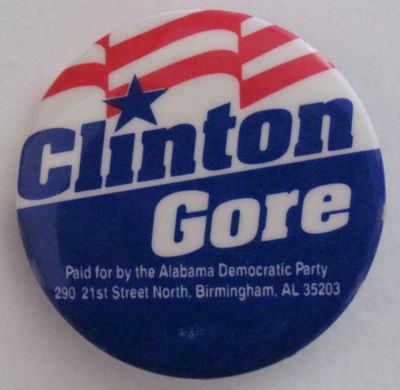 Clinton
Gore
Paid for by the Alabama Democratic Party
290 21st Street North, Birmingham, AL 35203